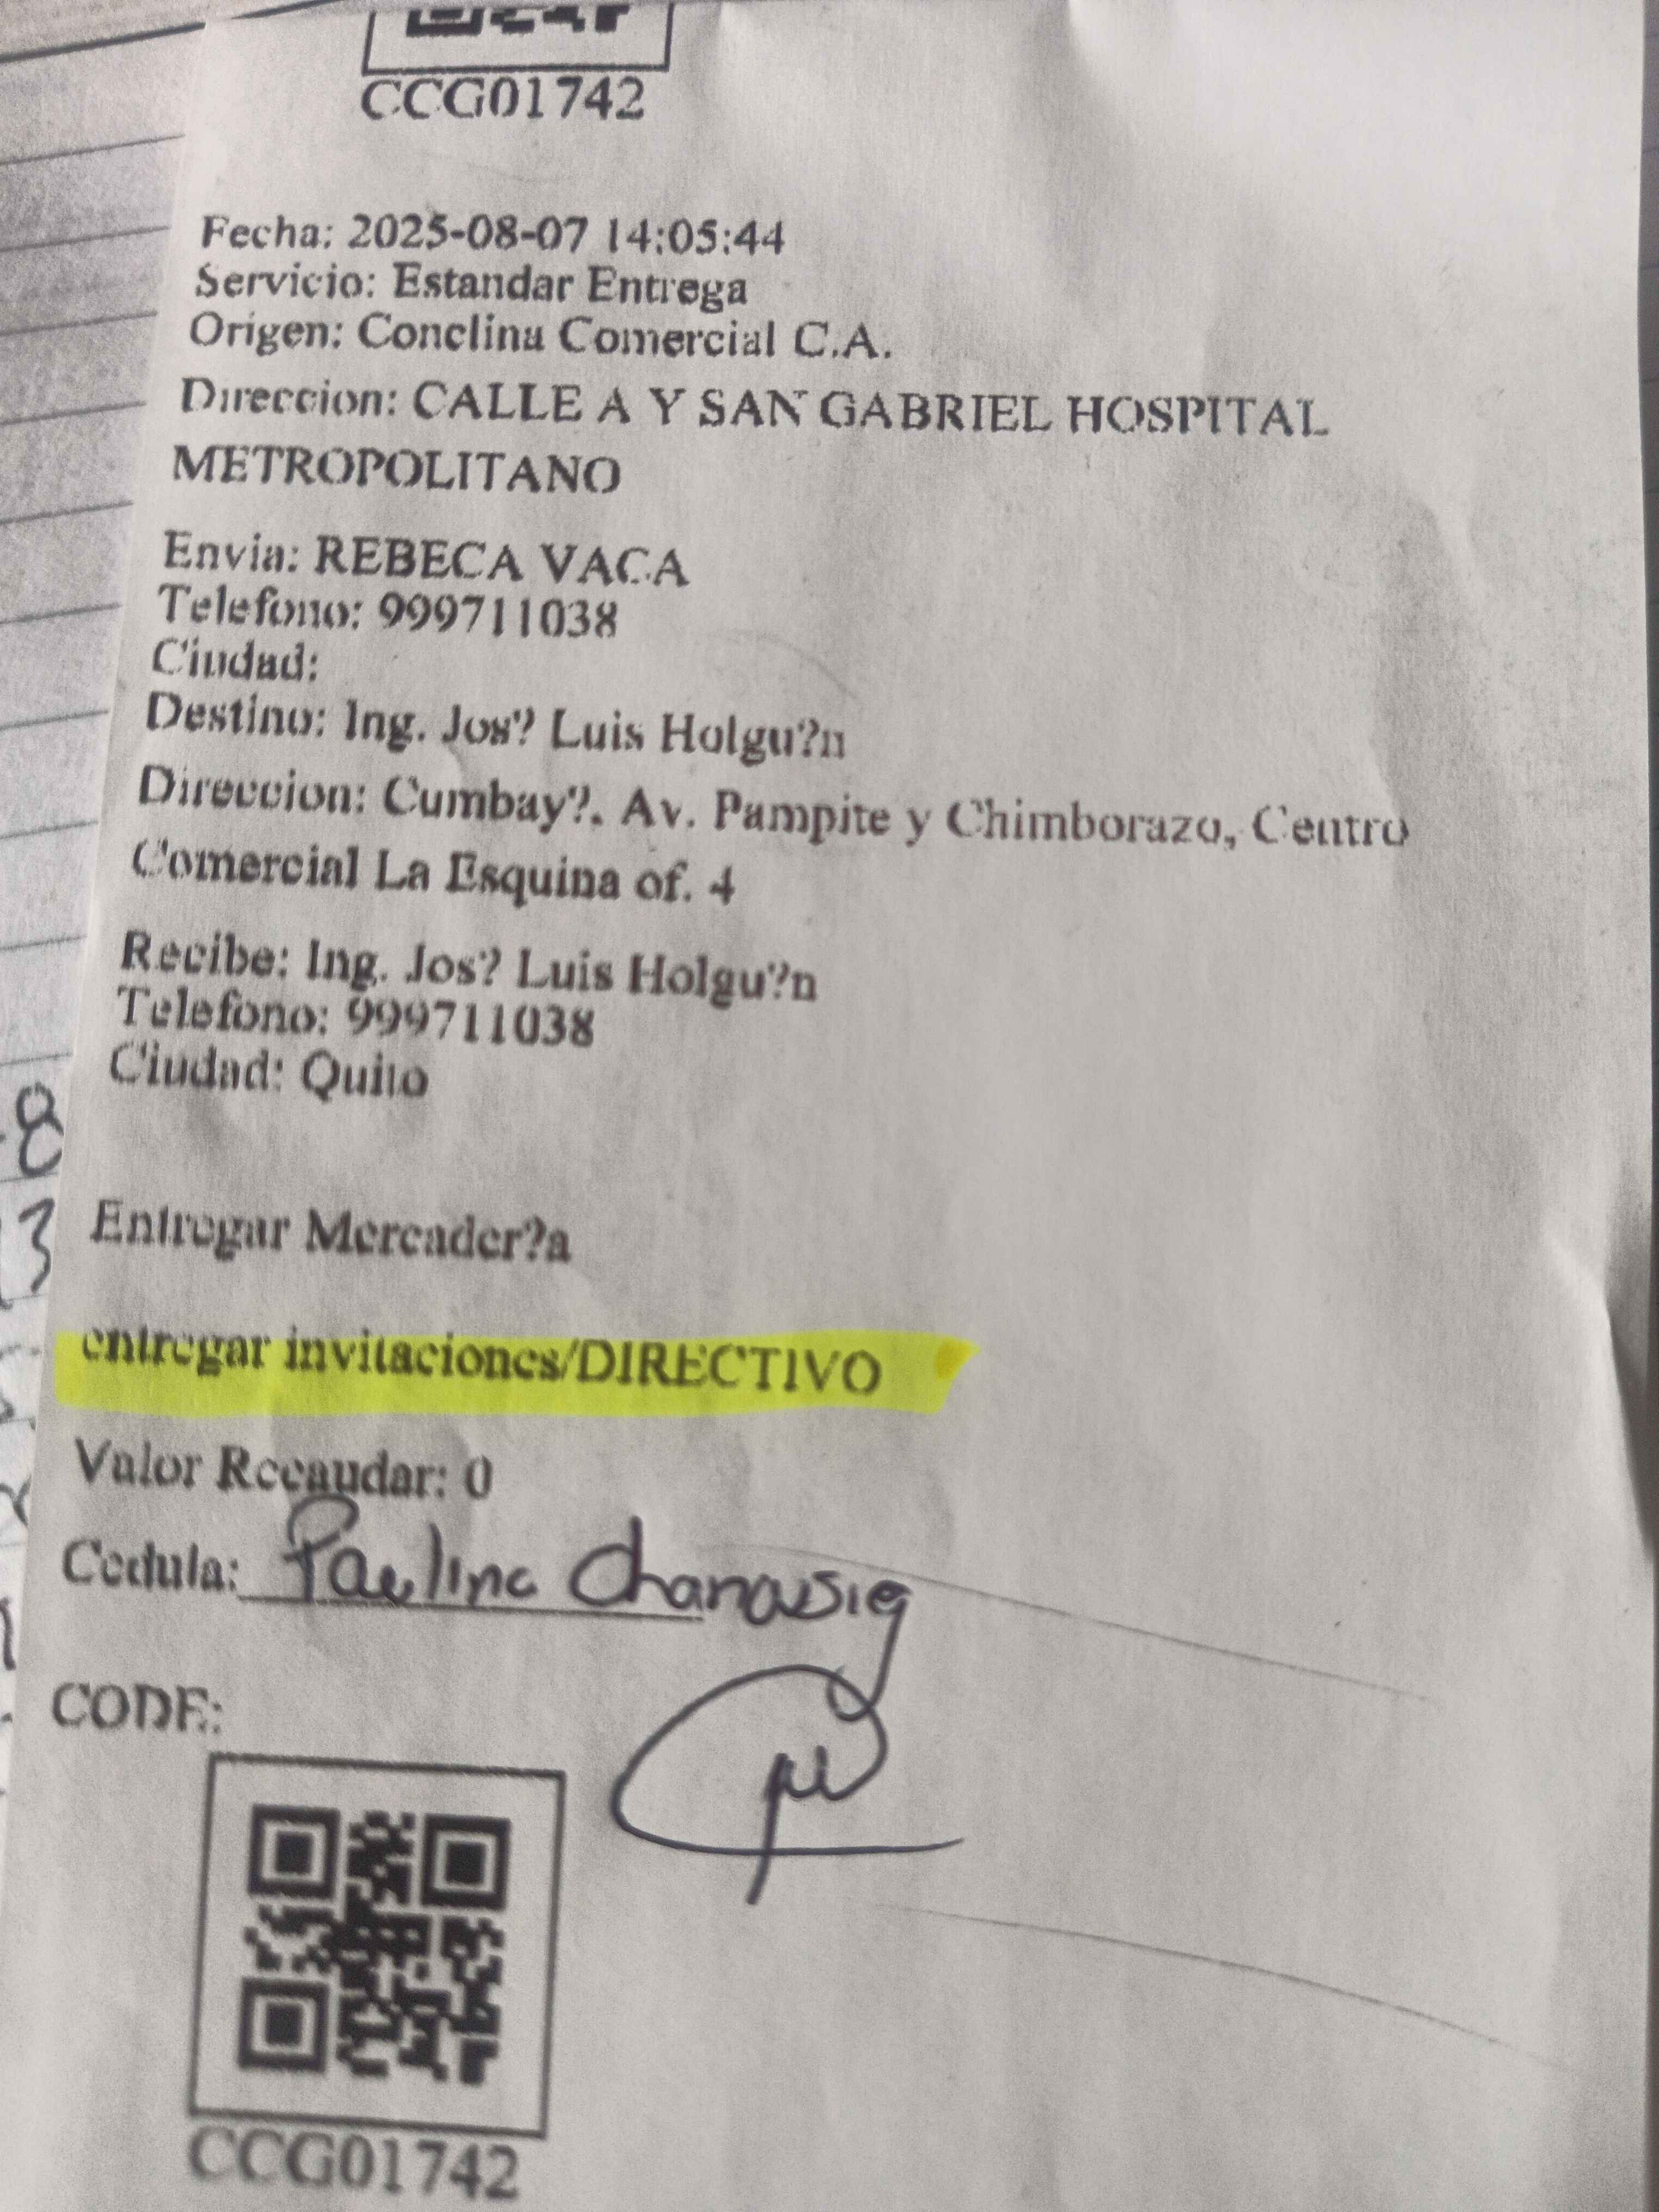 CCG01742
Fecha: 2025-08-07 14:05:44
Servicio: Estandar Entrega
Origen: Conclina Comercial C.A.
Direccion: CALLE A Y SAN GABRIEL HOSPITAL
METROPOLITANO
Envia: REBECA VACA
Telefono: 999711038
Ciudad:
Destino: Ing. Jos? Luis Holgu?n
Direccion: Cumbay?. Av. Pampite y Chimborazo, Centro
Comercial La Esquina of. 4
Recibe: Ing. Jos? Luis Holgu?n
Telefono: 999711038
Ciudad: Quito
8
3
Entregar Mercader?a
entregar invitaciones/DIRECTIVO
Valor Recaudar: 0
Cedula: Paulina Chanasig
CODE:
CCG01742